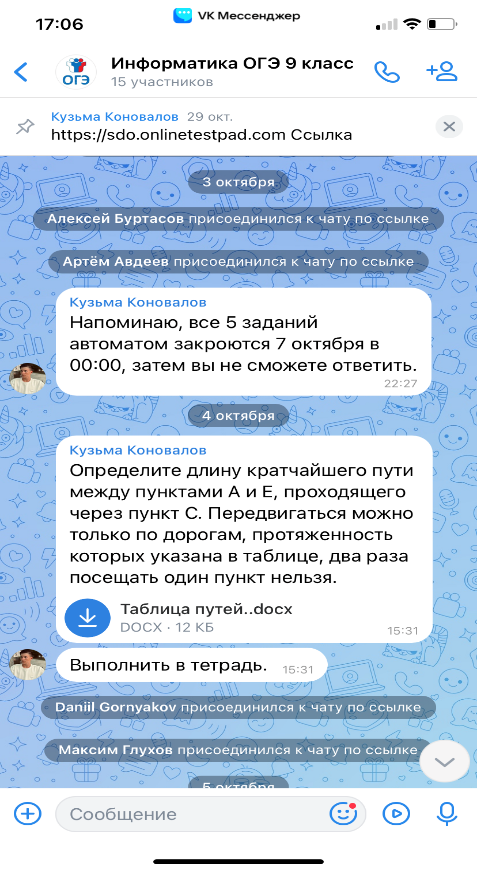 17:06
VK Мессенджер
ОГЭ
Информатика ОГЭ 9 класс
15 участников
Кузьма Коновалов 29 окт.
https://sdo.onlinetestpad.com Ссылка
3 октября
Алексей Буртасов присоединился к чату по ссылке
Артём Авдеев присоединился к чату по ссылке
Кузьма Коновалов
Напоминаю, все 5 заданий
автоматом закроются 7 октября в
00:00, затем вы не сможете ответить.
22:27
4 октября
Кузьма Коновалов
Определите длину кратчайшего пути
между пунктами А и Е, проходящего
через пункт С. Передвигаться можно
только по дорогам, протяженность
которых указана в таблице, два раза
посещать один пункт нельзя.
Таблица путей..docx
DOCX · 12 КБ
15:31
Выполнить в тетрадь. 15:31
Daniil Gornyakov присоединился к чату по ссылке
Максим Глухов присоединился к чату по ссылке
5 октября
Сообщение